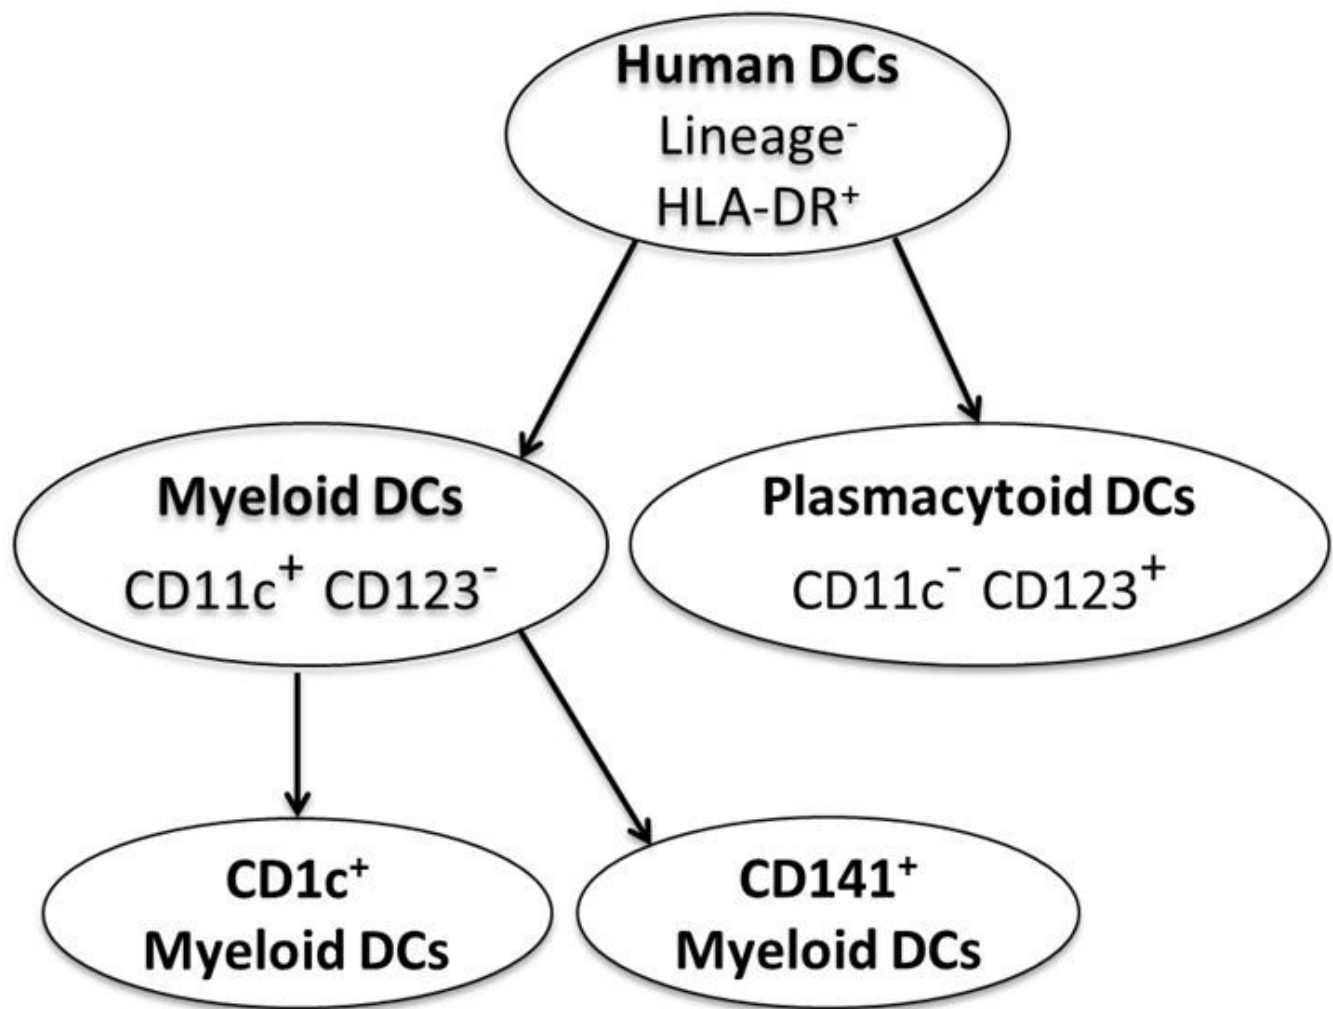 Human DCs
Lineage⁻
HLA-DR⁺
Myeloid DCs
CD11c⁺ CD123⁻
Plasmacytoid DCs
CD11c⁻ CD123⁺
CD1c⁺
Myeloid DCs
CD141⁺
Myeloid DCs